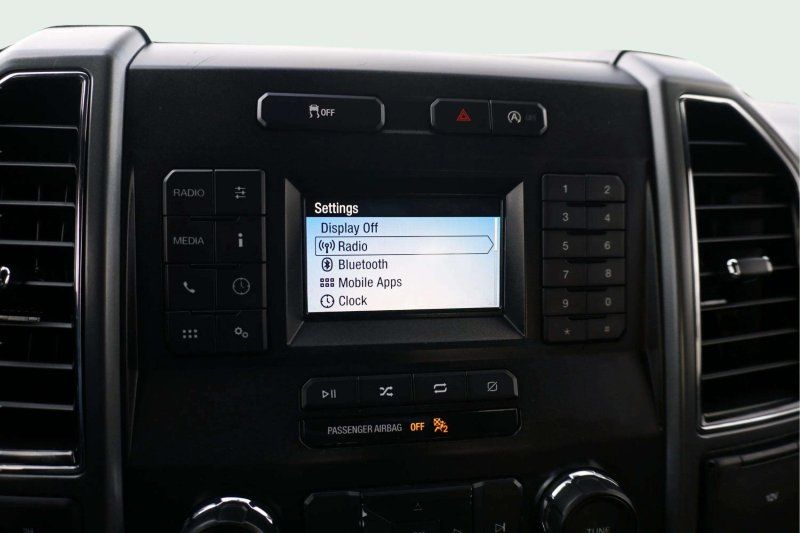 OFF
RADIO
MEDIA
i
Settings
Display Off
Radio
Bluetooth
Mobile Apps
Clock
1 2
3 4
5 6
7 8
9 0
* #
PASSENGER AIRBAG OFF 2
TUNE